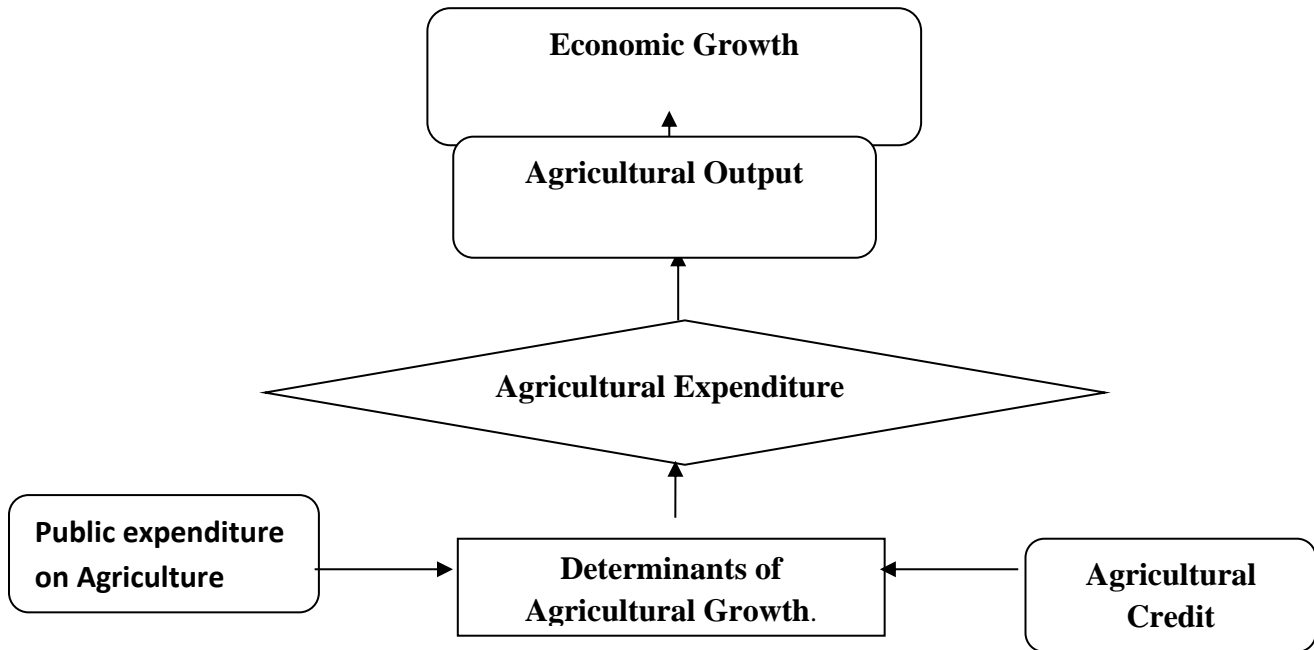 Economic Growth
Agricultural Output
Agricultural Expenditure
Public expenditure
on Agriculture
Determinants of
Agricultural Growth.
Agricultural
Credit